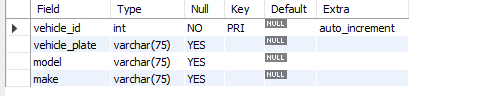 Field Type Null Key Default Extra
vehicle_id int NO PRI NULL auto_increment
vehicle_plate varchar(75) YES NULL
model varchar(75) YES NULL
make varchar(75) YES NULL